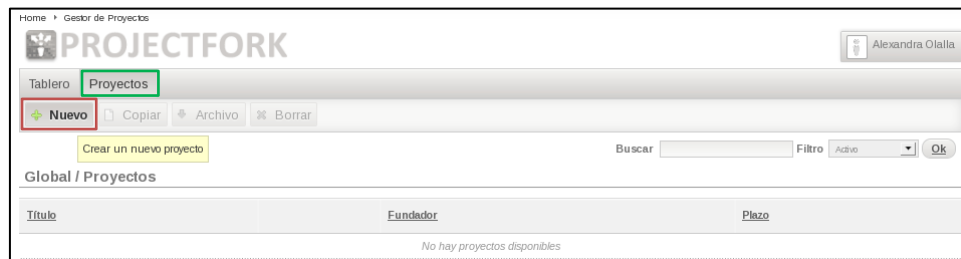 Home Gestor de Proyectos
PROJECTFORK
Alexandra Olalla
Tablero Proyectos
Nuevo Copiar Archivo Borrar
Crear un nuevo proyecto
Buscar Filtro Activo Ok
Global / Proyectos
Título Fundador Plazo
No hay proyectos disponibles